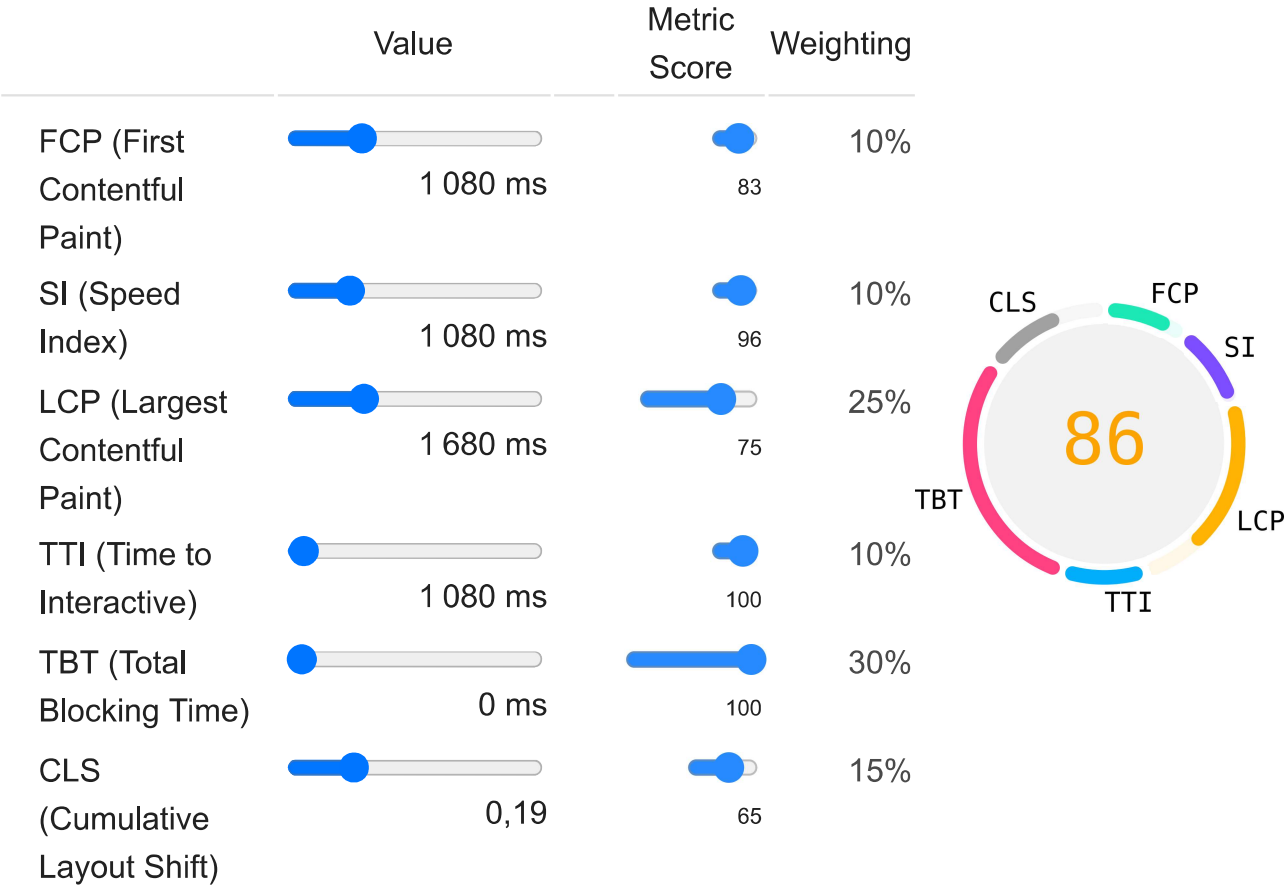 Value
Metric
Score
Weighting
FCP (First
Contentful
Paint)
1 080 ms
83
10%
SI (Speed
Index)
1 080 ms
96
10%
LCP (Largest
Contentful
Paint)
1 680 ms
75
25%
TTI (Time to
Interactive)
1 080 ms
100
10%
TBT (Total
Blocking Time)
0 ms
100
30%
CLS
(Cumulative
Layout Shift)
0,19
65
15%
CLS
FCP
SI
86
TBT
LCP
TTI